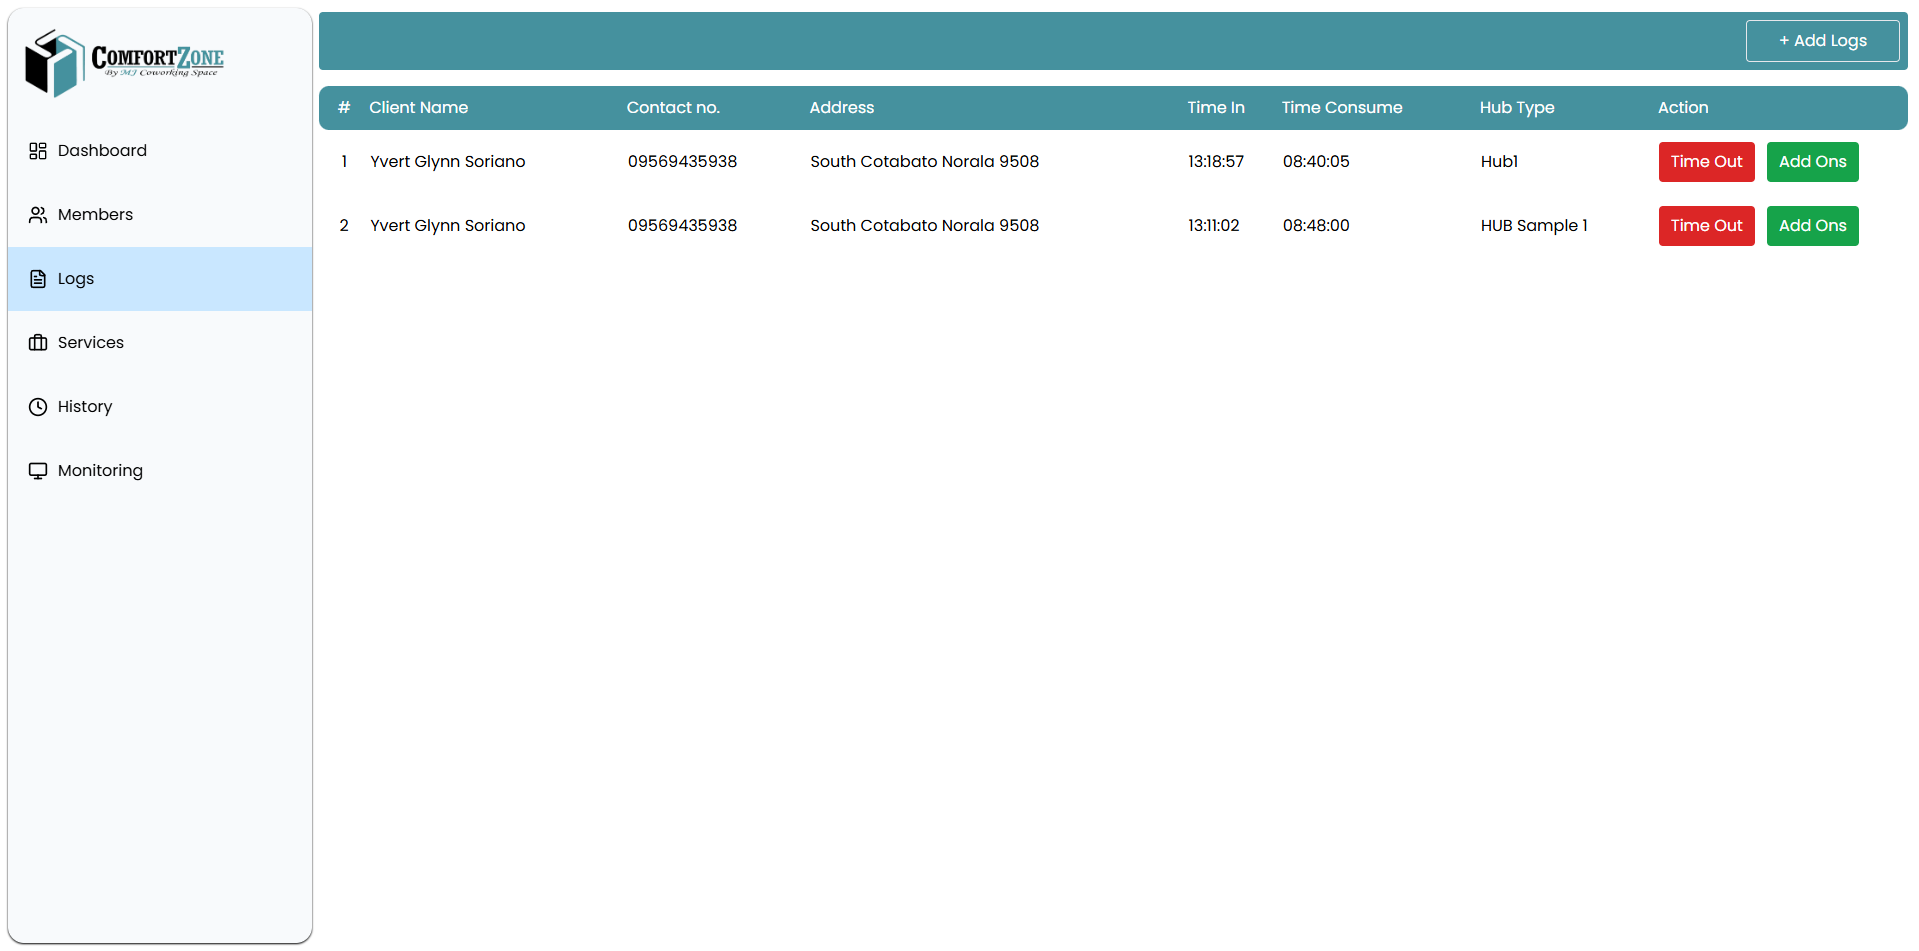 COMFORTZONE
By MJ Coworking Space
Dashboard
Members
Logs
Services
History
Monitoring
+ Add Logs
# Client Name Contact no. Address Time In Time Consume Hub Type Action
1 Yvert Glynn Soriano 09569435938 South Cotabato Norala 9508 13:18:57 08:40:05 Hub1 Time Out Add Ons
2 Yvert Glynn Soriano 09569435938 South Cotabato Norala 9508 13:11:02 08:48:00 HUB Sample 1 Time Out Add Ons